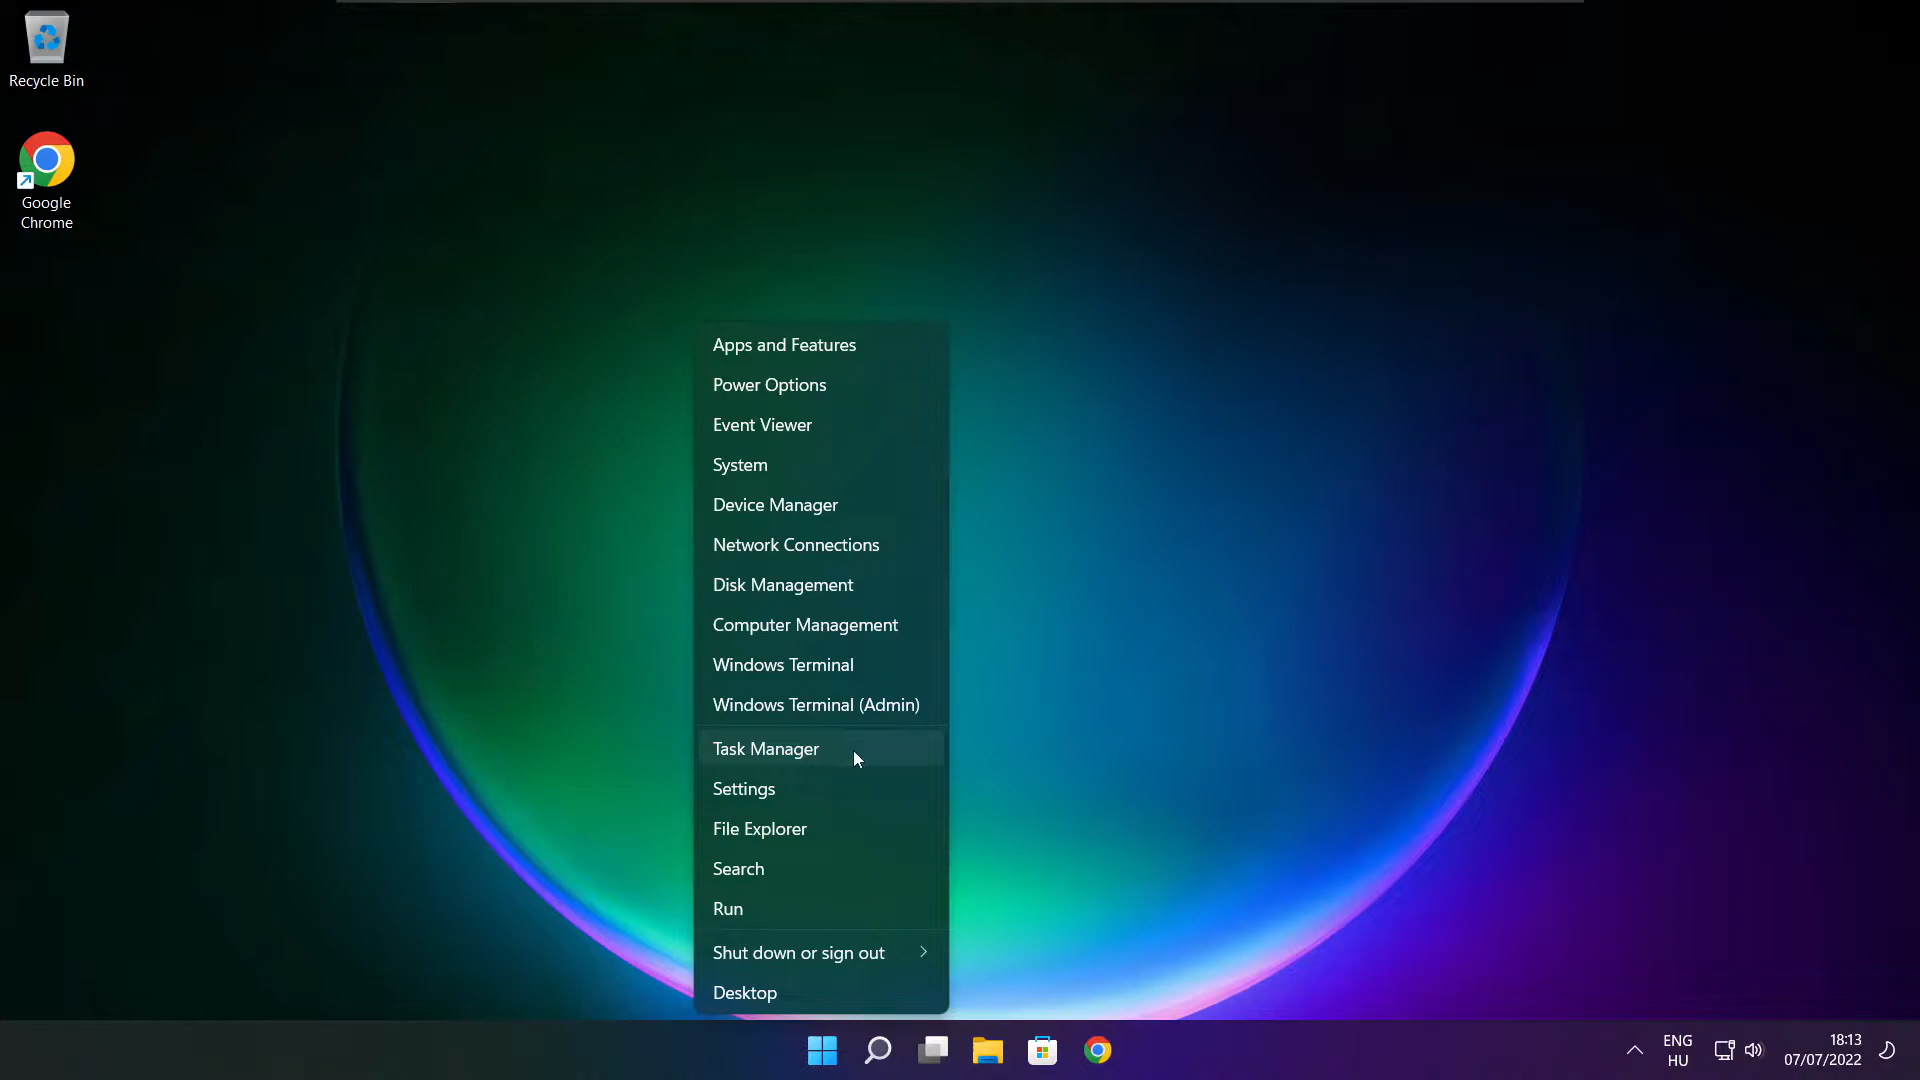 Recycle Bin
Google
Chrome
Apps and Features
Power Options
Event Viewer
System
Device Manager
Network Connections
Disk Management
Computer Management
Windows Terminal
Windows Terminal (Admin)
Task Manager
Settings
File Explorer
Search
Run
Shut down or sign out
Desktop
ENG
HU
18:13
07/07/2022